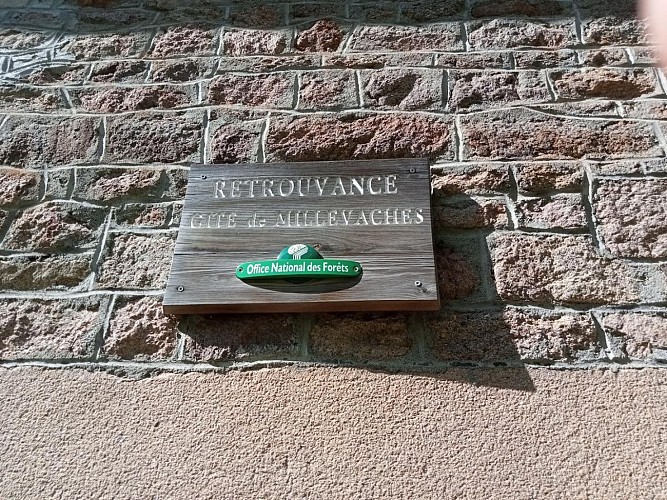 RETROUVANCE
GITE de MILLEVACHES
Office National des Forêts